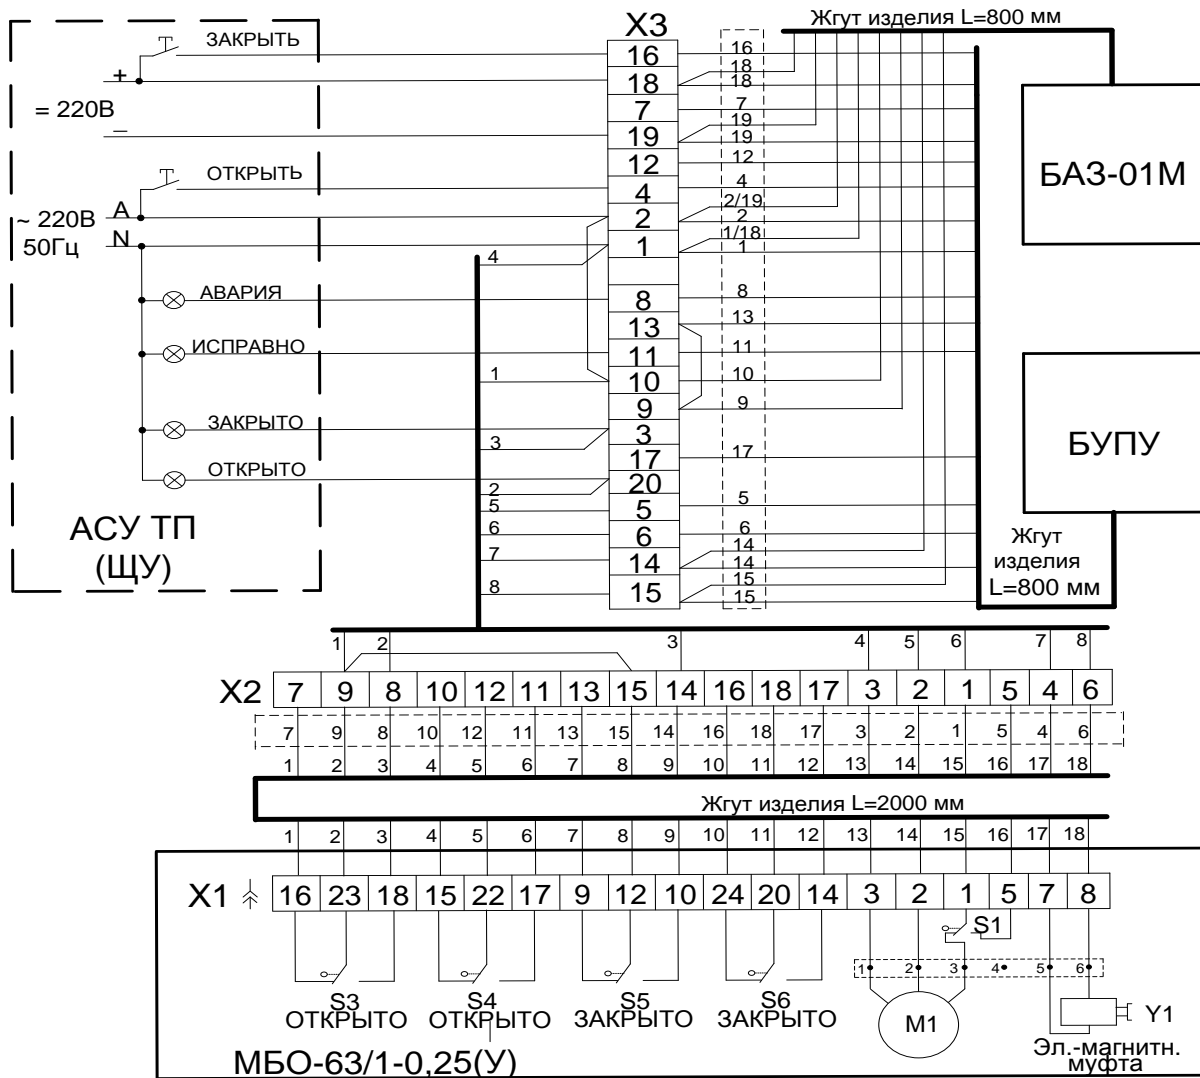 Жгут изделия L=800 мм
X3
ЗАКРЫТЬ
+
= 220В
–
ОТКРЫТЬ
~ 220В
50Гц
A
N
АВАРИЯ
ИСПРАВНО
ЗАКРЫТО
ОТКРЫТО
АСУ ТП
(ЩУ)
16
18
7
19
12
4
2
1
8
13
11
10
9
3
17
20
5
6
14
15
16
18
18
7
19
19
12
4
2/19
2
1/18
1
8
13
11
10
9
17
5
6
14
14
15
15
4
1
3
2
5
6
7
8
БАЗ-01М
БУПУ
Жгут
изделия
L=800 мм
1 2 3 4 5 6 7 8
X2 7 9 8 10 12 11 13 15 14 16 18 17 3 2 1 5 4 6
7 9 8 10 12 11 13 15 14 16 18 17 3 2 1 5 4 6
1 2 3 4 5 6 7 8 9 10 11 12 13 14 15 16 17 18
Жгут изделия L=2000 мм
1 2 3 4 5 6 7 8 9 10 11 12 13 14 15 16 17 18
X1 16 23 18 15 22 17 9 12 10 24 20 14 3 2 1 5 7 8
S1
1 2 3 4 5 6
S3 S4 S5 S6
ОТКРЫТО ОТКРЫТО ЗАКРЫТО ЗАКРЫТО
М1
Y1
Эл.-магнитн.
муфта
МБО-63/1-0,25(У)